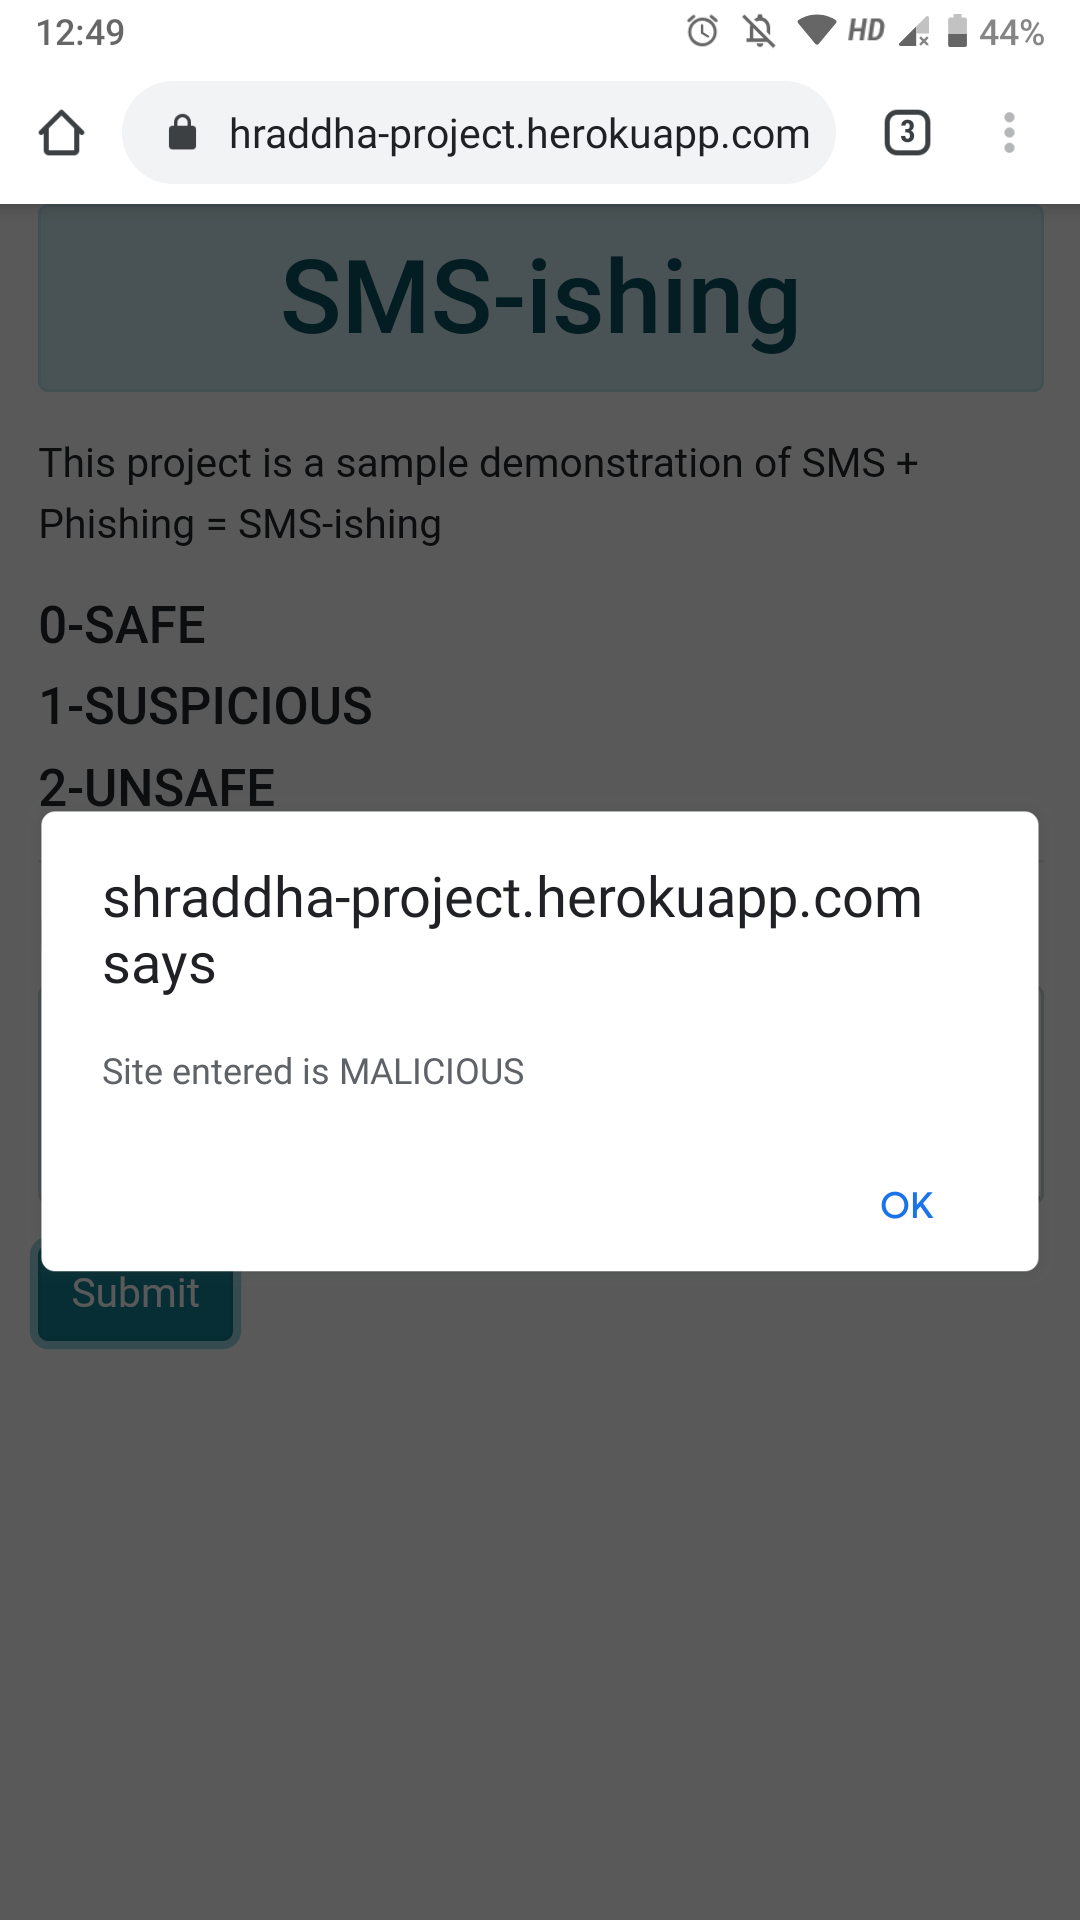 12:49
HD
44%
hraddha-project.herokuapp.com
3
SMS-ishing
This project is a sample demonstration of SMS +
Phishing = SMS-ishing
0-SAFE
1-SUSPICIOUS
2-UNSAFE
shraddha-project.herokuapp.com
says
Site entered is MALICIOUS
OK
Submit